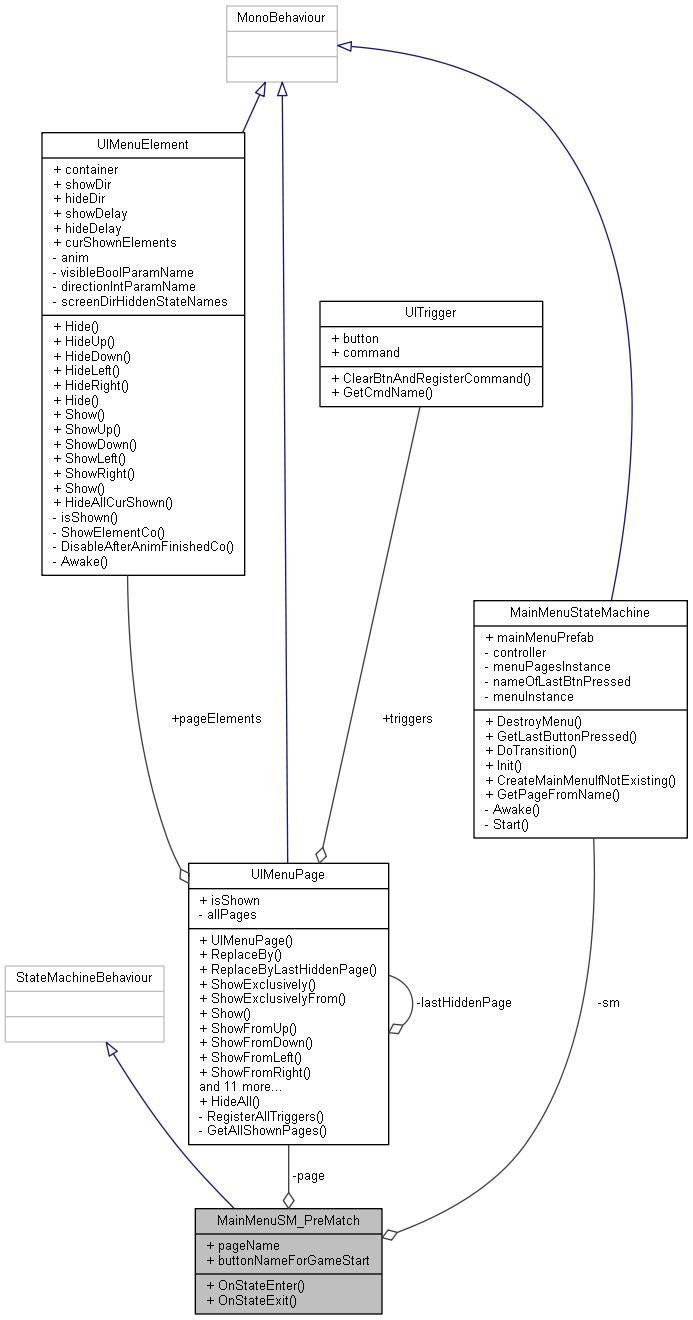 MonoBehaviour
UIMenuElement
+ container
+ showDir
+ hideDir
+ showDelay
+ hideDelay
+ curShownElements
- anim
- visibleBoolParamName
- directionIntParamName
- screenDirHiddenStateNames
+ Hide()
+ HideUp()
+ HideDown()
+ HideLeft()
+ HideRight()
+ Hide()
+ Show()
+ ShowUp()
+ ShowDown()
+ ShowLeft()
+ ShowRight()
+ Show()
+ HideAllCurShown()
- isShown()
- ShowElementCo()
- DisableAfterAnimFinishedCo()
- Awake()
UITrigger
+ button
+ command
+ ClearBtnAndRegisterCommand()
+ GetCmdName()
MainMenuStateMachine
+ mainMenuPrefab
- controller
- menuPagesInstance
- nameOfLastBtnPressed
- menuInstance
+ DestroyMenu()
+ GetLastButtonPressed()
+ DoTransition()
+ Init()
+ CreateMainMenuIfNotExisting()
+ GetPageFromName()
- Awake()
- Start()
+pageElements
+triggers
UIMenuPage
+ isShown
- allPages
+ UIMenuPage()
+ ReplaceBy()
+ ReplaceByLastHiddenPage()
+ ShowExclusively()
+ ShowExclusivelyFrom()
+ Show()
+ ShowFromUp()
+ ShowFromDown()
+ ShowFromLeft()
+ ShowFromRight()
and 11 more...
+ HideAll()
- RegisterAllTriggers()
- GetAllShownPages()
StateMachineBehaviour
-lastHiddenPage
-sm
-page
MainMenuSM_PreMatch
+ pageName
+ buttonNameForGameStart
+ OnStateEnter()
+ OnStateExit()